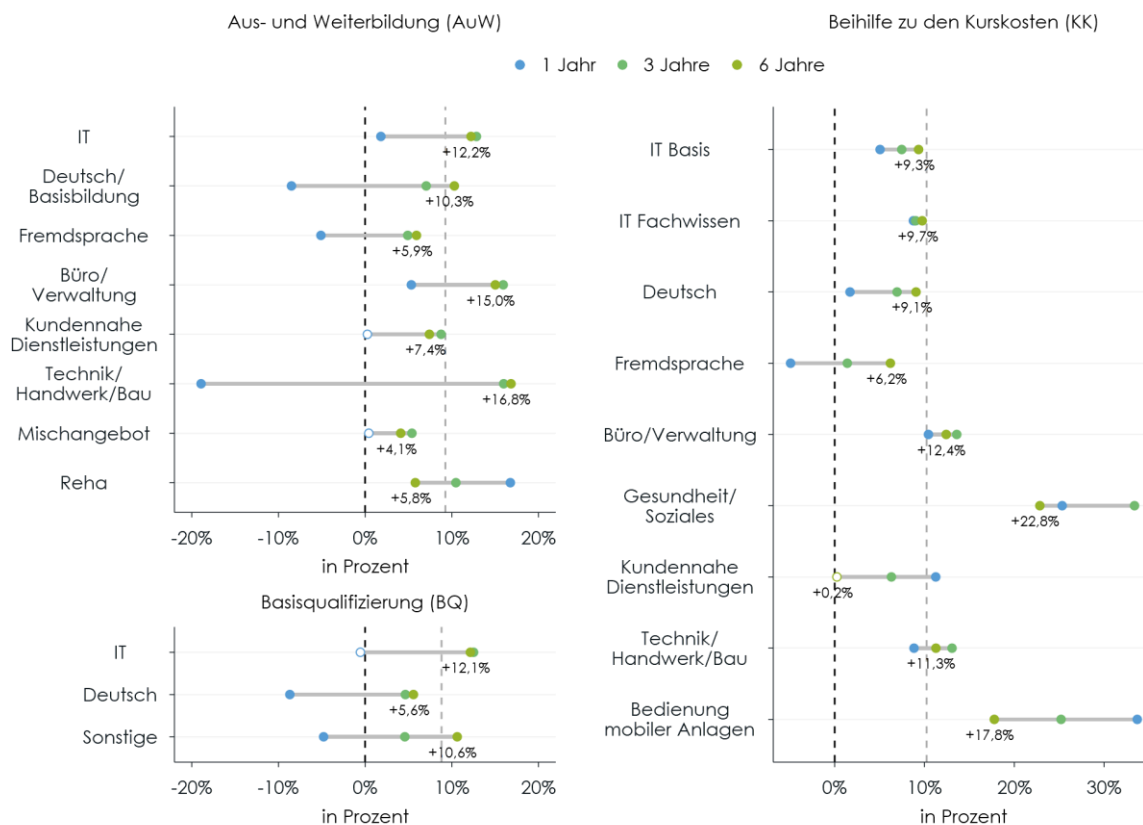 Aus- und Weiterbildung (AuW)
Beihilfe zu den Kurskosten (KK)
1 Jahr
3 Jahre
6 Jahre
IT
+12,2%
Deutsch/
Basisbildung
+10,3%
Fremdsprache
+5,9%
Büro/
Verwaltung
+15,0%
Kundennahe
Dienstleistungen
+7,4%
Technik/
Handwerk/Bau
+16,8%
Mischangebot
+4,1%
Reha
+5,8%
-20%
-10%
0%
10%
20%
in Prozent
Basisqualifizierung (BQ)
IT
+12,1%
Deutsch
+5,6%
Sonstige
+10,6%
-20%
-10%
0%
10%
20%
in Prozent
IT Basis
+9,3%
IT Fachwissen
+9,7%
Deutsch
+9,1%
Fremdsprache
+6,2%
Büro/Verwaltung
+12,4%
Gesundheit/
Soziales
+22,8%
Kundennahe
Dienstleistungen
+0,2%
Technik/
Handwerk/Bau
+11,3%
Bedienung
mobiler Anlagen
+17,8%
0%
10%
20%
30%
in Prozent